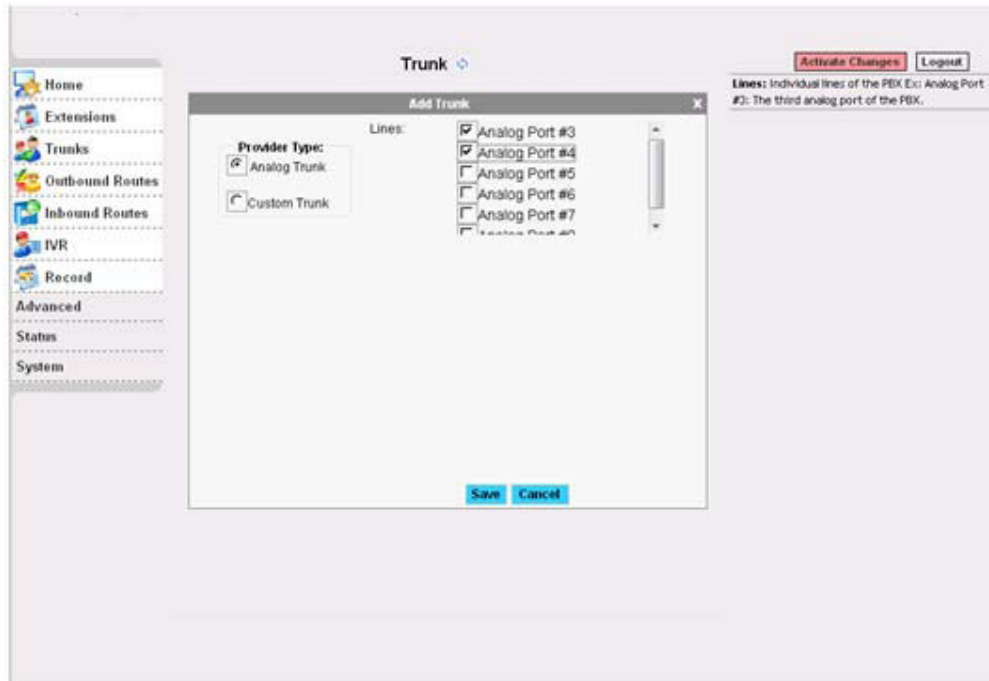 Trunk
Activate Changes Logout
Lines: Individual lines of the PBX Ex: Analog Port
#3: The third analog port of the PBX.
Home
Extensions
Trunks
Outbound Routes
Inbound Routes
IVR
Record
Advanced
Status
System
Add Trunk X
Provider Type:
Analog Trunk
Custom Trunk
Lines:
Analog Port #3
Analog Port #4
Analog Port #5
Analog Port #6
Analog Port #7
Save Cancel